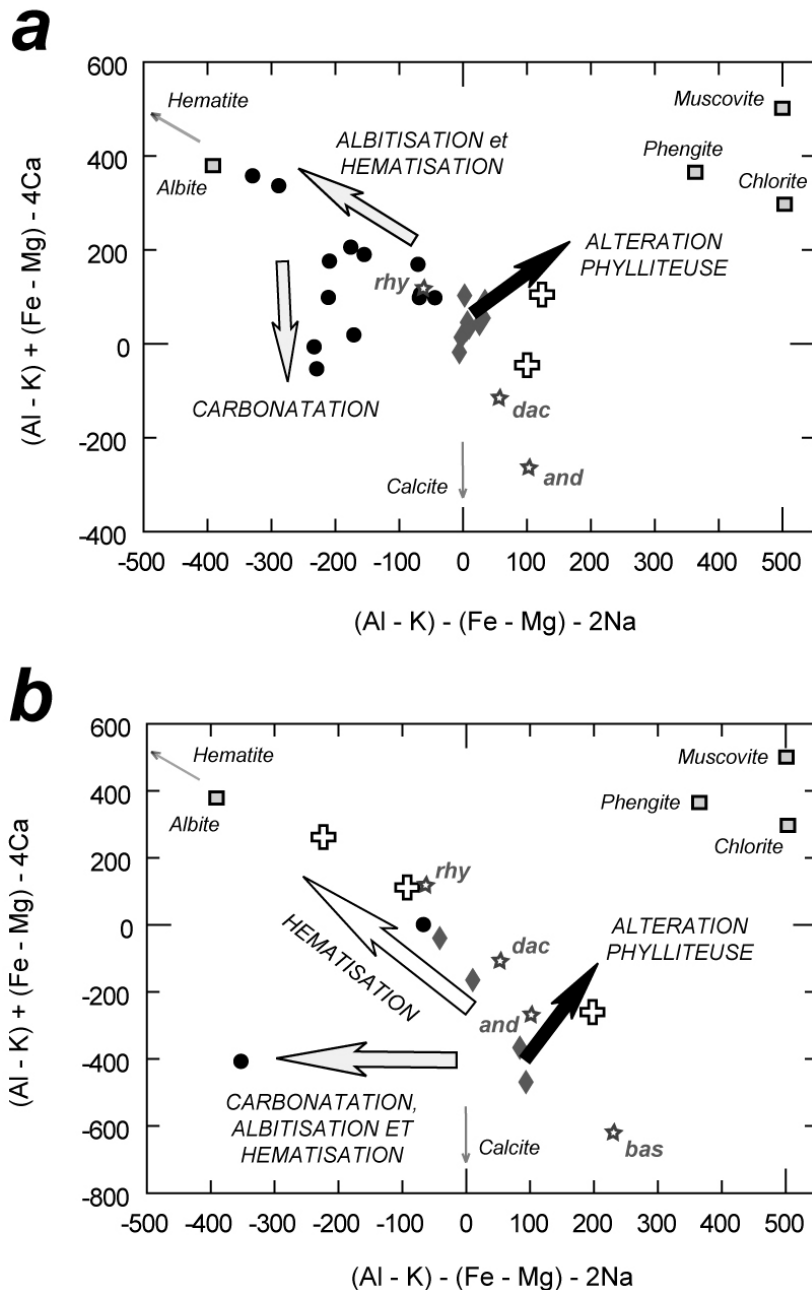 a
600
400
200
0
-200
-400
(Al - K) + (Fe - Mg) - 4Ca
Hematite
Albite
ALBITISATION et
HEMATISATION
Muscovite
Phengite
Chlorite
rhy
ALTERATION
PHYLLITEUSE
CARBONATATION
dac
and
Calcite
-500 -400 -300 -200 -100 0 100 200 300 400 500
(Al - K) - (Fe - Mg) - 2Na
b
600
400
200
0
-200
-400
-600
-800
(Al - K) + (Fe - Mg) - 4Ca
Hematite
Albite
Muscovite
Phengite
Chlorite
rhy
HEMATISATION
dac
ALTERATION
PHYLLITEUSE
and
CARBONATATION,
ALBITISATION ET
HEMATISATION
Calcite
bas
-500 -400 -300 -200 -100 0 100 200 300 400 500
(Al - K) - (Fe - Mg) - 2Na